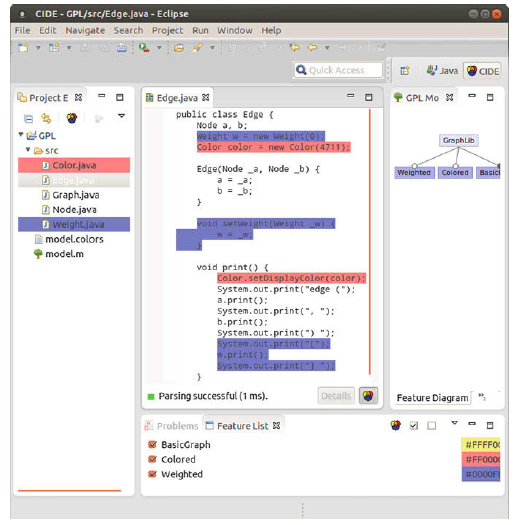 CIDE - GPL/src/Edge.java - Eclipse
File Edit Navigate Search Project Run Window Help
Quick Access
Java
CIDE
Project E
GPL
src
Color.java
Edge.java
Graph.java
Node.java
Weight.java
model.colors
model.m
Edge.java
public class Edge {
Node a, b;
Weight w = new Weight(0);
Color color = new Color(4711);
Edge(Node _a, Node _b) {
a = _a;
b = _b;
}
void setWeight(Weight _w) {
w = _w;
}
void print() {
Color.setDisplayColor(color);
System.out.print("edge (");
a.print();
System.out.print(", ");
b.print();
System.out.print(") ");
System.out.print("[");
w.print();
System.out.print("] ");
}
Parsing successful (1 ms).
Details
GPL Mo
GraphLib
Weighted
Colored
Basic
Feature Diagram
Problems
Feature List
BasicGraph
#FFFF0
Colored
#FF000
Weighted
#0000F